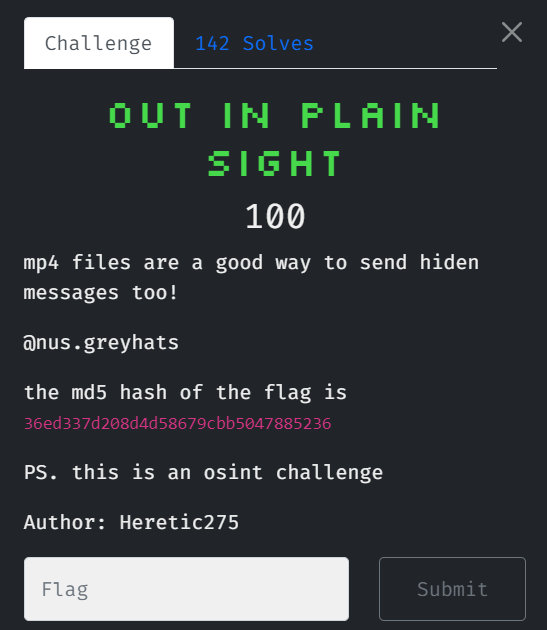 Challenge
142 Solves
OUT IN PLAIN
SIGHT
100
mp4 files are a good way to send hiden
messages too!
@nus.greyhats
the md5 hash of the flag is
36ed337d208d4d58679cbb5047885236
PS. this is an osint challenge
Author: Heretic275
Flag
Submit